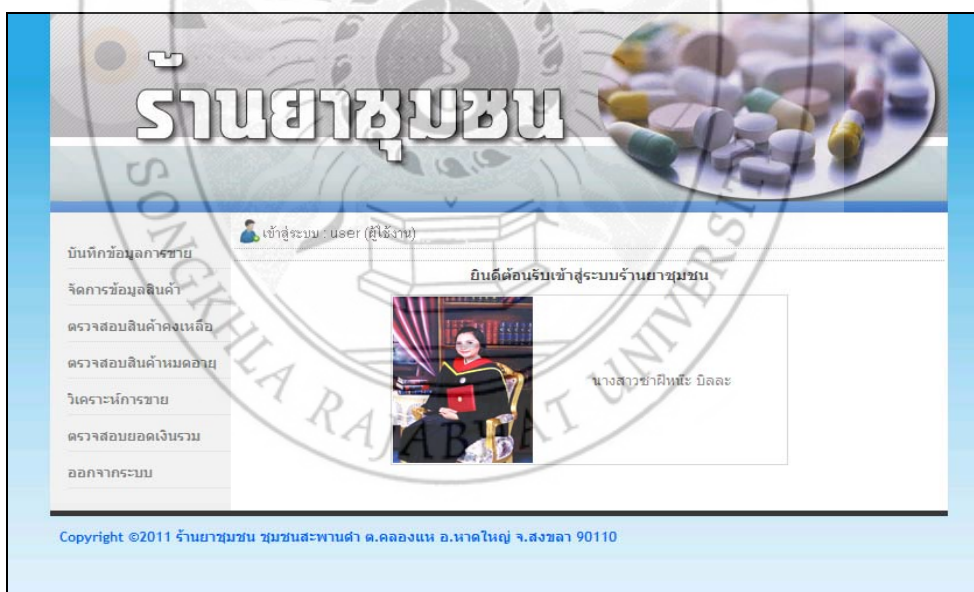 ร้านยาชุมชน
เข้าสู่ระบบ : user (ผู้ใช้งาน)
บันทึกข้อมูลการขาย
จัดการข้อมูลสินค้า
ตรวจสอบสินค้าคงเหลือ
ตรวจสอบสินค้าหมดอายุ
วิเคราะห์การขาย
ตรวจสอบยอดเงินรวม
ออกจากระบบ
ยินดีต้อนรับเข้าสู่ระบบร้านยาชุมชน
นางสาวซำฝีหน๊ะ บิลละ
Copyright ©2011 ร้านยาชุมชน ชุมชนสะพานดำ ต.คลองแห อ.หาดใหญ่ จ.สงขลา 90110
SONGKHLA RAJABHAT UNIVERSITY